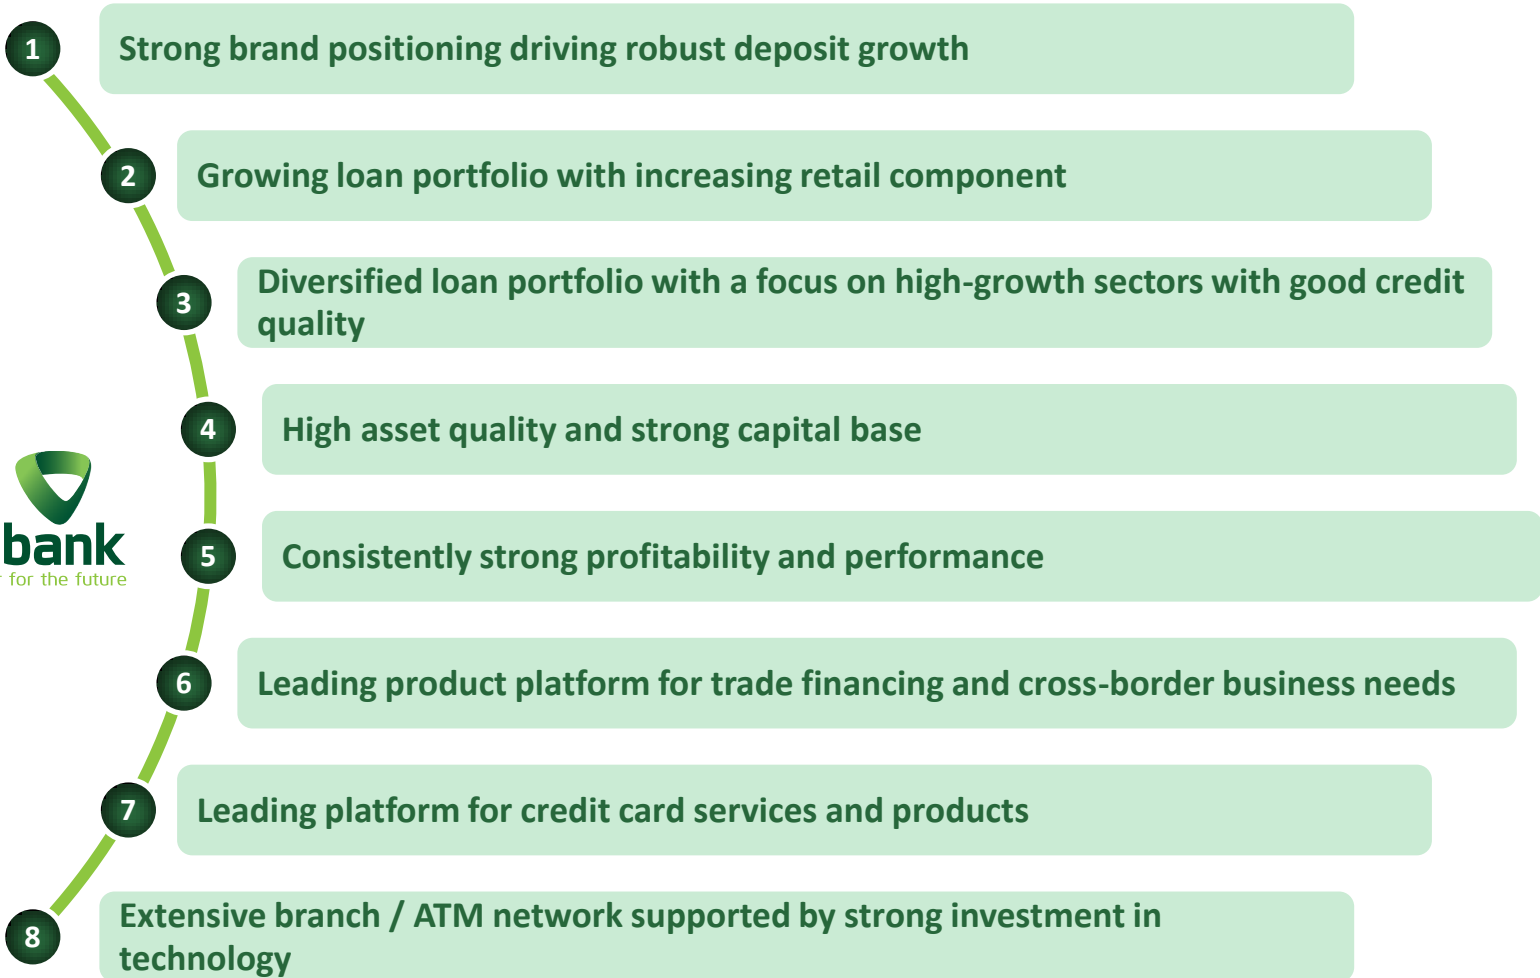 1
Strong brand positioning driving robust deposit growth
2
Growing loan portfolio with increasing retail component
3
Diversified loan portfolio with a focus on high-growth sectors with good credit
quality
4
High asset quality and strong capital base
bank
for the future
5
Consistently strong profitability and performance
6
Leading product platform for trade financing and cross-border business needs
7
Leading platform for credit card services and products
8
Extensive branch / ATM network supported by strong investment in
technology